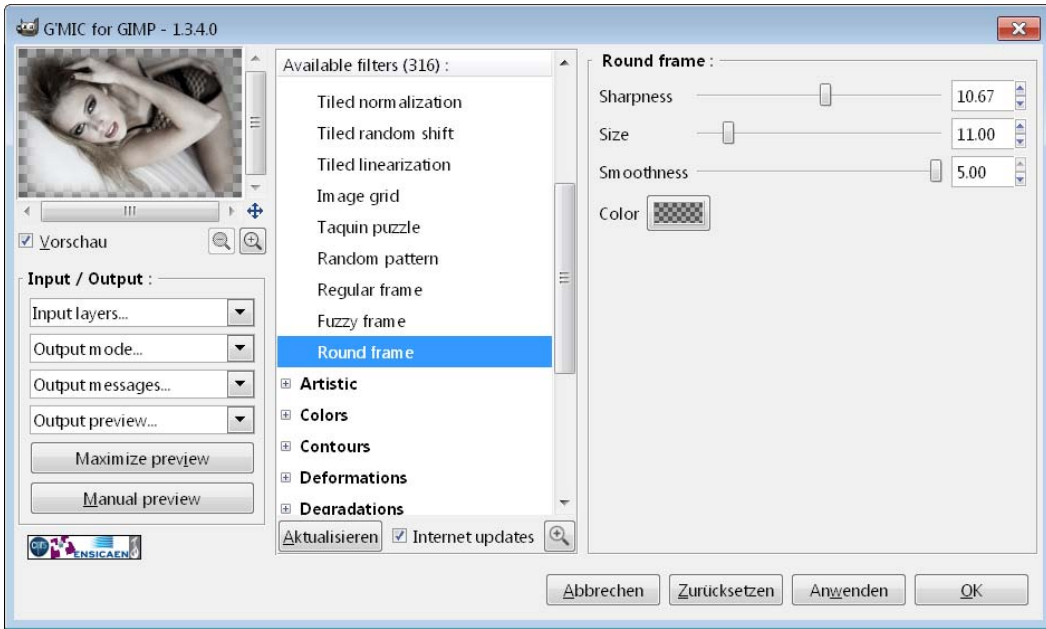 G'MIC for GIMP - 1.3.4.0
Vorschau
Input / Output :
Input layers...
Output mode...
Output messages...
Output preview...
Maximize preview
Manual preview
ENSICAEN
Available filters (316) :
Tiled normalization
Tiled random shift
Tiled linearization
Image grid
Taquin puzzle
Random pattern
Regular frame
Fuzzy frame
Round frame
Artistic
Colors
Contours
Deformations
Degradations
Aktualisieren
Internet updates
Round frame :
Sharpness 10.67
Size 11.00
Smoothness 5.00
Color
Abbrechen
Zurücksetzen
Anwenden
OK